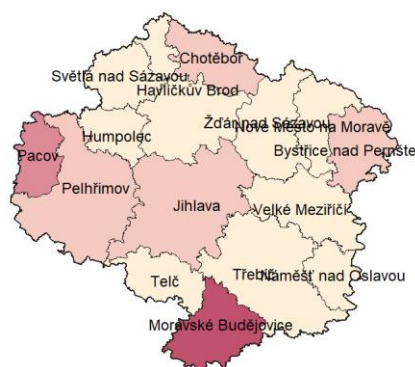 Chotěboř
Světlá nad Sázavou
Havlíčkův Brod
Žďár nad Sázavou
Nové Město na Moravě
Humpolec
Bystřice nad Pernšte
Pacov
Pelhřimov
Jihlava
Velké Meziříčí
Telč
Třebíč
Náměšť nad Oslavou
Moravské Budějovice